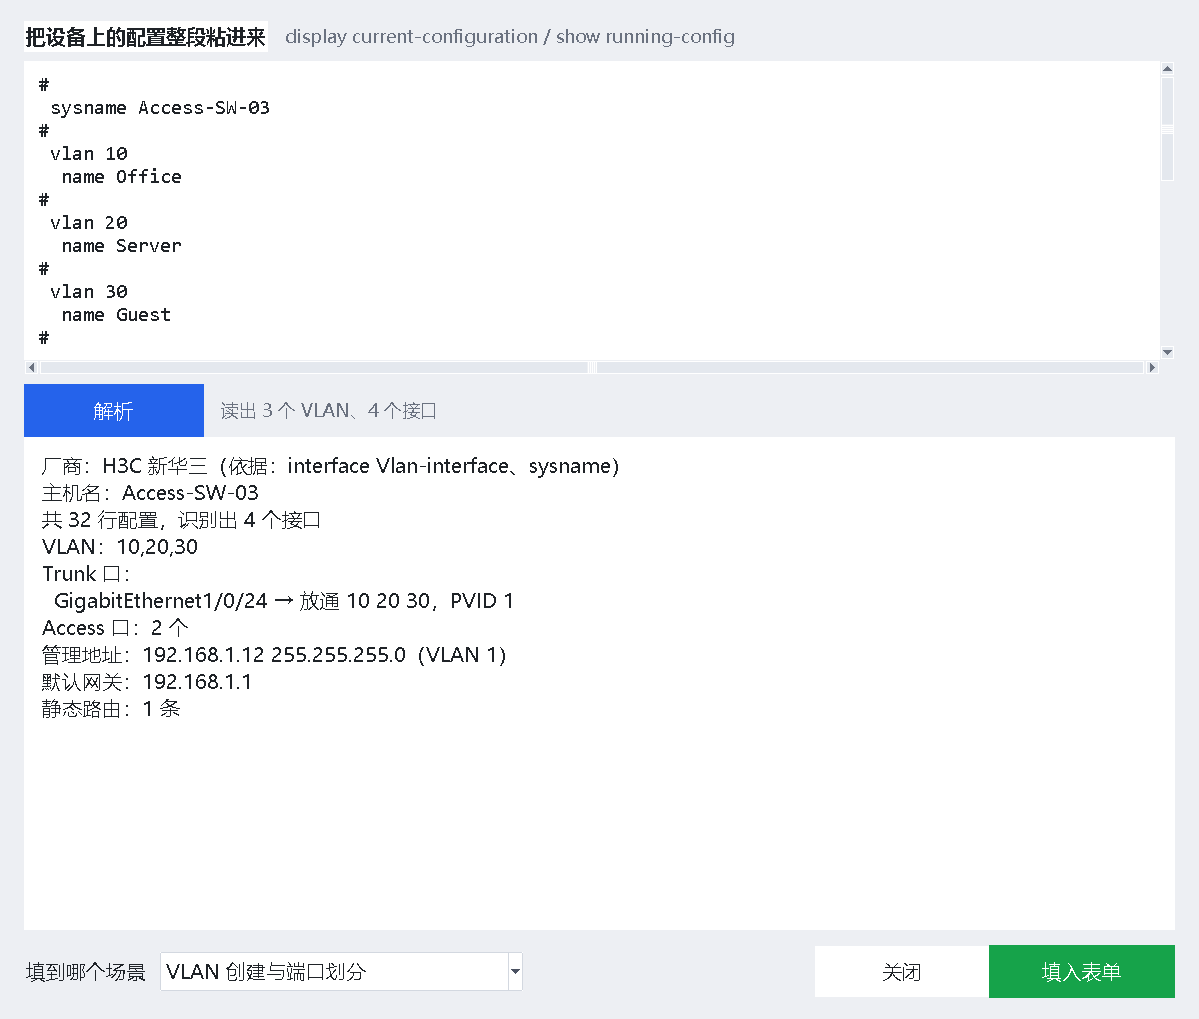 把设备上的配置整段粘进来 display current-configuration / show running-config
#
sysname Access-SW-03
#
vlan 10
name Office
#
vlan 20
name Server
#
vlan 30
name Guest
#
解析 读出 3 个 VLAN、4 个接口
厂商：H3C 新华三（依据：interface Vlan-interface、sysname）
主机名：Access-SW-03
共 32 行配置，识别出 4 个接口
VLAN：10,20,30
Trunk 口：
GigabitEthernet1/0/24 → 放通 10 20 30，PVID 1
Access 口：2 个
管理地址：192.168.1.12 255.255.255.0（VLAN 1）
默认网关：192.168.1.1
静态路由：1 条
填到哪个场景 VLAN 创建与端口划分 关闭 填入表单